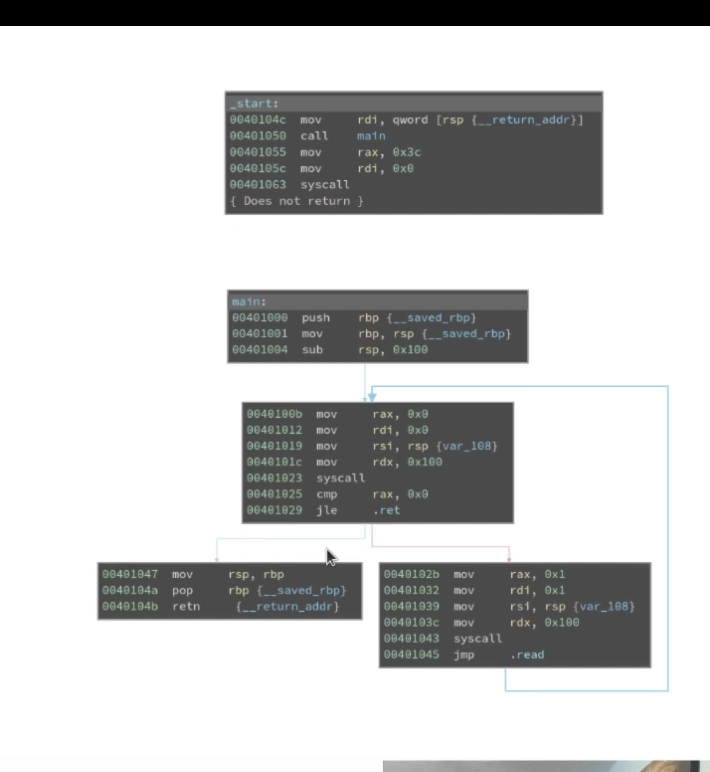 _start:
0040104c mov rdi, qword [rsp {__return_addr}]
00401050 call main
00401055 mov rax, 0x3c
0040105c mov rdi, 0x0
00401063 syscall
{ Does not return }
main:
00401000 push rbp {__saved_rbp}
00401001 mov rbp, rsp {__saved_rbp}
00401004 sub rsp, 0x100
0040100b mov rax, 0x0
00401012 mov rdi, 0x0
00401019 mov rsi, rsp {var_108}
0040101c mov rdx, 0x100
00401023 syscall
00401025 cmp rax, 0x0
00401029 jle .ret
00401047 mov rsp, rbp
0040104a pop rbp {__saved_rbp}
0040104b retn {__return_addr}
0040102b mov rax, 0x1
00401032 mov rdi, 0x1
00401039 mov rsi, rsp {var_108}
0040103c mov rdx, 0x100
00401043 syscall
00401045 jmp .read